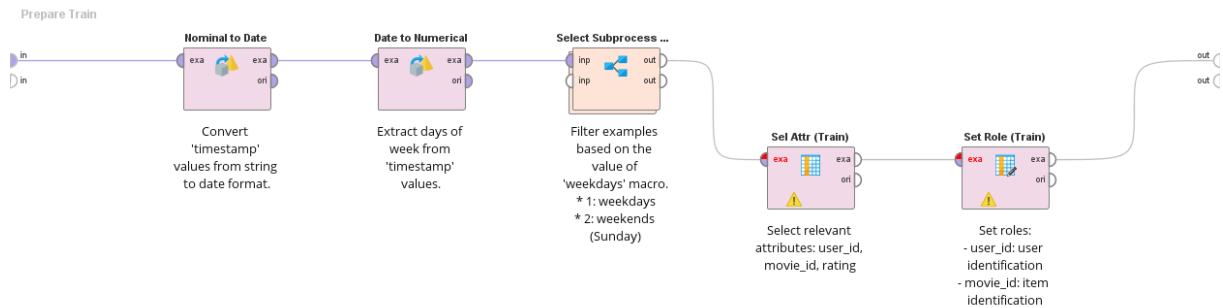 Prepare Train
Nominal to Date
Date to Numerical
Select Subprocess ...
in
in
exa
exa
ori
exa
exa
ori
inp
out
inp
out
out
out
Convert
'timestamp'
values from string
to date format.
Extract days of
week from
'timestamp'
values.
Filter examples
based on the
value of
'weekdays' macro.
* 1: weekdays
* 2: weekends
(Sunday)
Sel Attr (Train)
exa
exa
ori
Select relevant
attributes: user_id,
movie_id, rating
Set Role (Train)
exa
exa
ori
Set roles:
- user_id: user
identification
- movie_id: item
identification